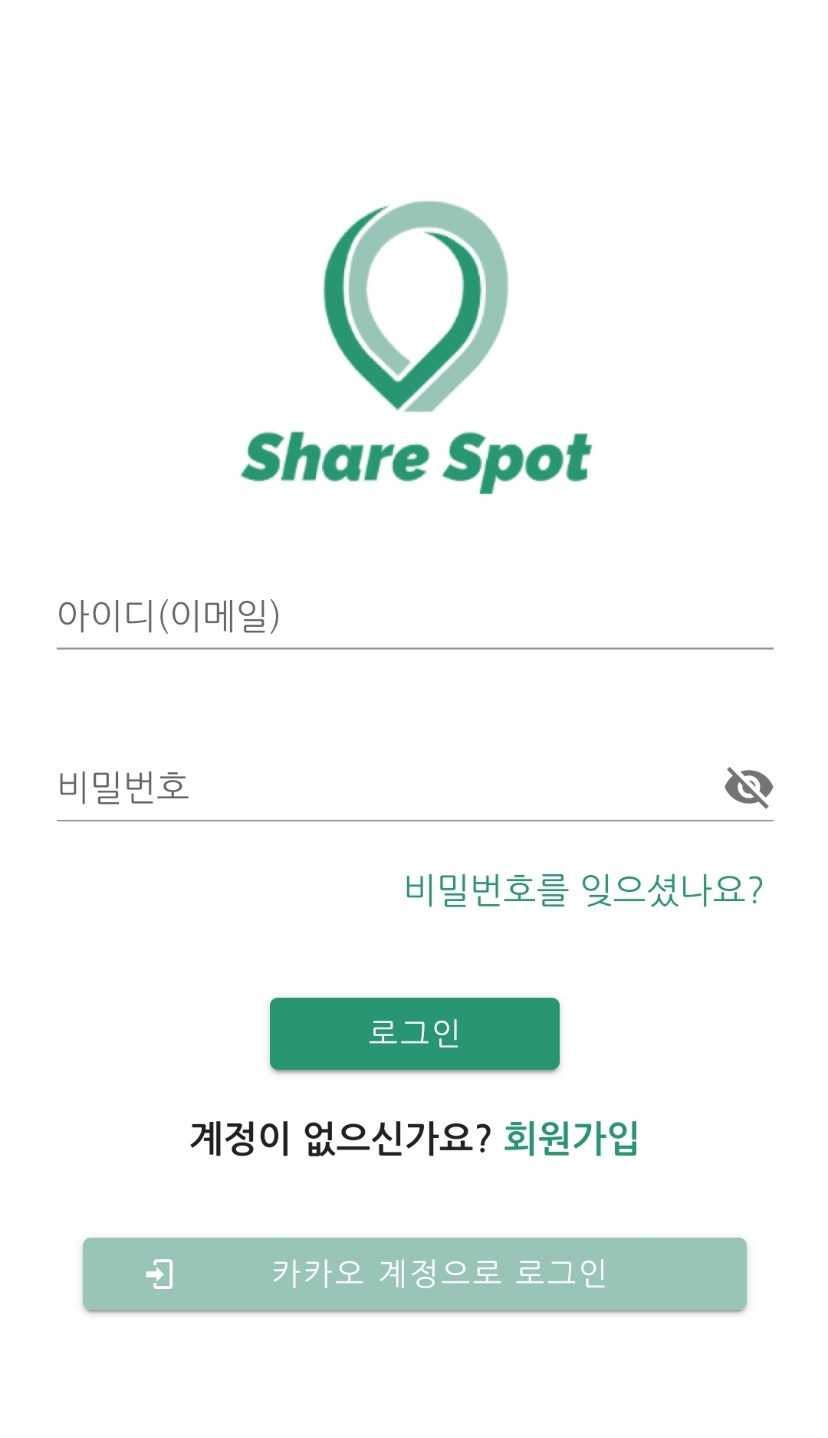 Share Spot
아이디(이메일)
비밀번호
비밀번호를 잊으셨나요?
로그인
계정이 없으신가요? 회원가입
카카오 계정으로 로그인